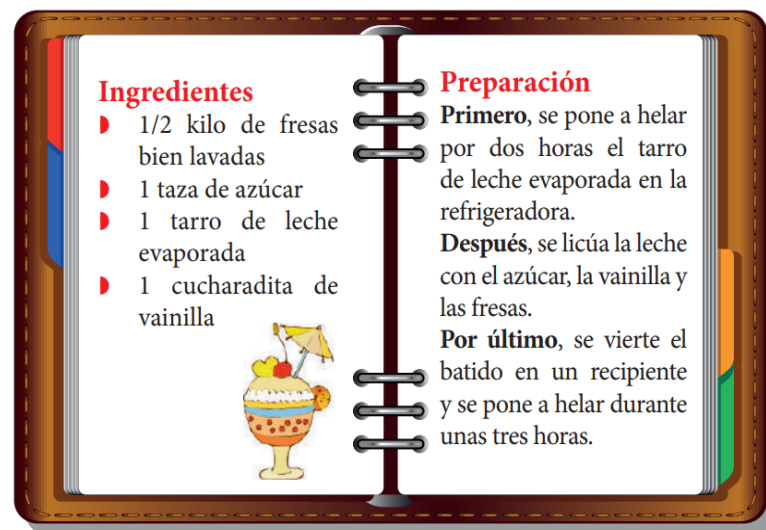 Ingredientes
1/2 kilo de fresas
bien lavadas
1 taza de azúcar
1 tarro de leche
evaporada
1 cucharadita de
vainilla
Preparación
Primero, se pone a helar
por dos horas el tarro
de leche evaporada en la
refrigeradora.
Después, se licúa la leche
con el azúcar, la vainilla y
las fresas.
Por último, se vierte el
batido en un recipiente
y se pone a helar durante
unas tres horas.